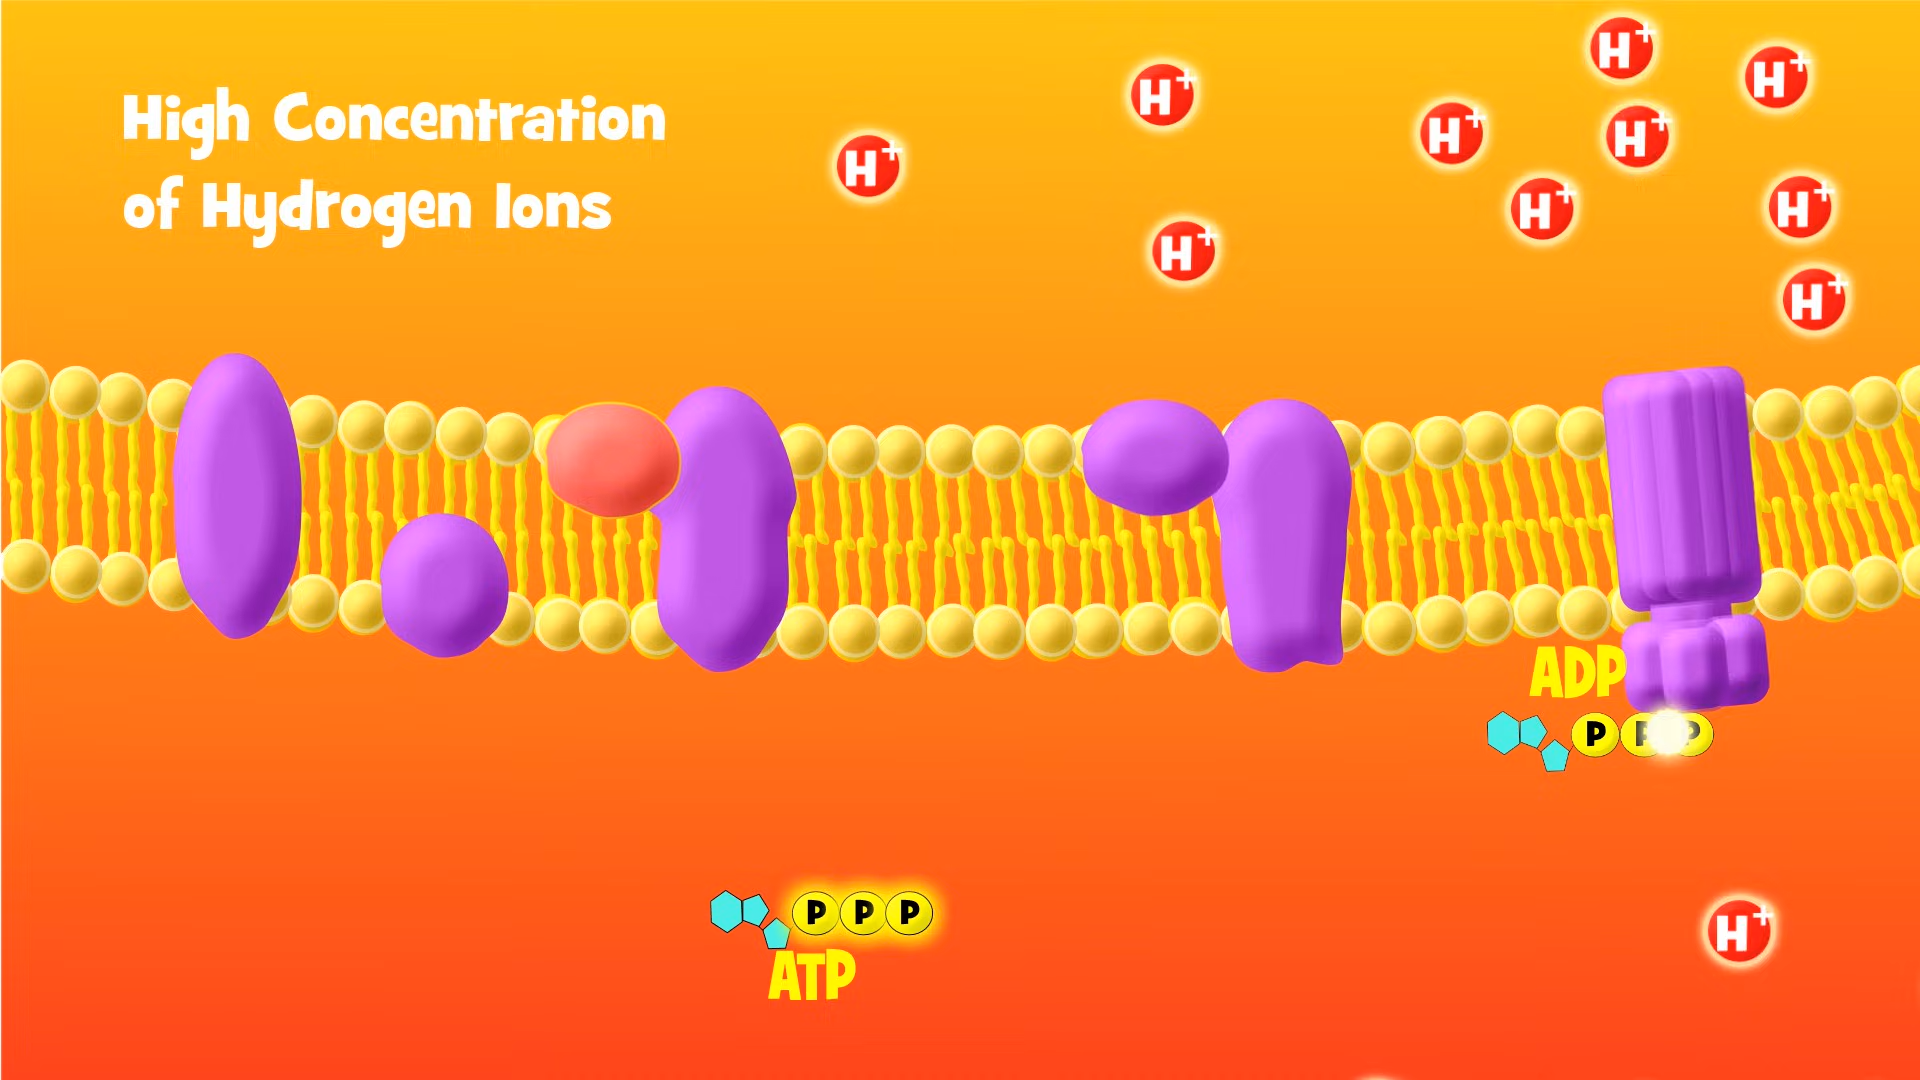 High Concentration
of Hydrogen Ions
H+
H+
H+
H+
H+
H+
H+
H+
H+
H+
ADP
P P P
P P P
ATP
H+